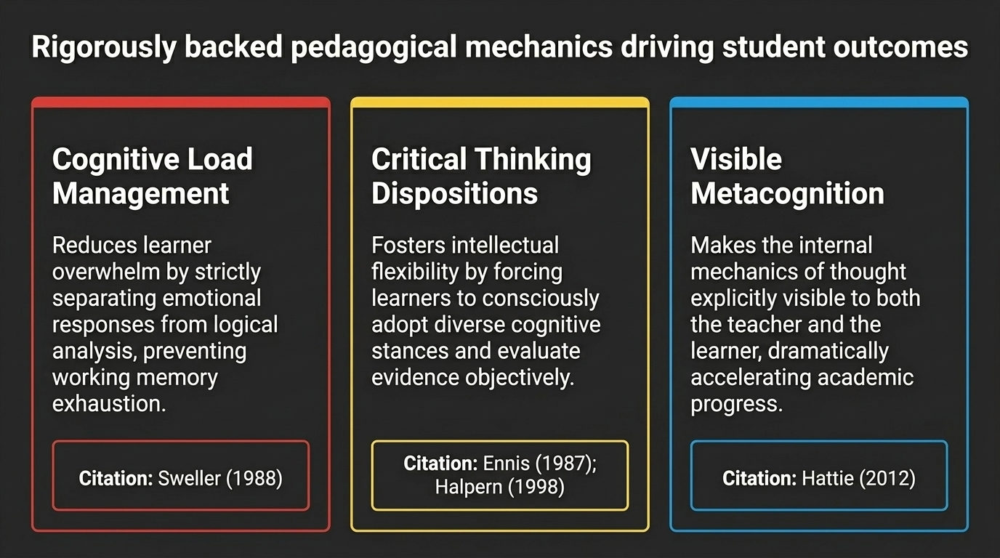 Rigorously backed pedagogical mechanics driving student outcomes
Cognitive Load
Management
Reduces learner
overwhelm by strictly
separating emotional
responses from logical
analysis, preventing
working memory
exhaustion.
Citation: Sweller (1988)
Critical Thinking
Dispositions
Fosters intellectual
flexibility by forcing
learners to consciously
adopt diverse cognitive
stances and evaluate
evidence objectively.
Citation: Ennis (1987);
Halpern (1998)
Visible
Metacognition
Makes the internal
mechanics of thought
explicitly visible to both
the teacher and the
learner, dramatically
accelerating academic
progress.
Citation: Hattie (2012)